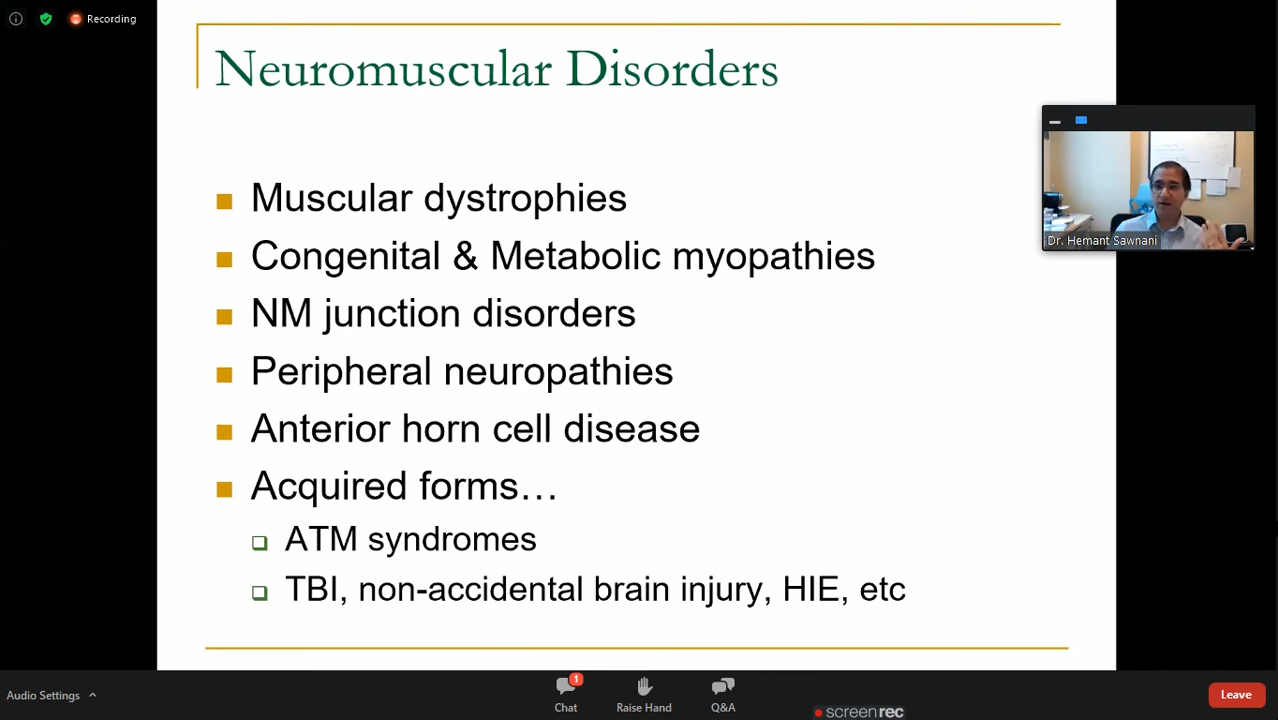 Recording
Neuromuscular Disorders
Muscular dystrophies
Congenital & Metabolic myopathies
NM junction disorders
Peripheral neuropathies
Anterior horn cell disease
Acquired forms…
ATM syndromes
TBI, non-accidental brain injury, HIE, etc
Dr. Hemant Sawnani
Audio Settings
1
Chat
Raise Hand
Q&A
screenrec
Leave